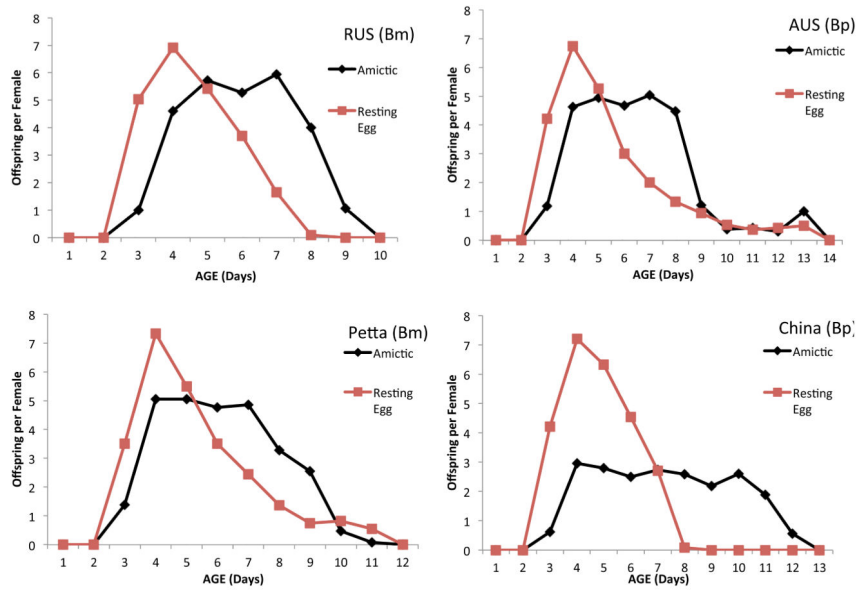 RUS (Bm)
Amictic
Resting
Egg
Offspring per Female
8
7
6
5
4
3
2
1
0
1 2 3 4 5 6 7 8 9 10
AGE (Days)
AUS (Bp)
Amictic
Resting
Egg
Offspring per Female
8
7
6
5
4
3
2
1
0
1 2 3 4 5 6 7 8 9 10 11 12 13 14
AGE (Days)
Petta (Bm)
Amictic
Resting
Egg
Offspring per Female
8
7
6
5
4
3
2
1
0
1 2 3 4 5 6 7 8 9 10 11 12
AGE (Days)
China (Bp)
Amictic
Resting
Egg
Offspring per Female
8
7
6
5
4
3
2
1
0
1 2 3 4 5 6 7 8 9 10 11 12 13
AGE (Days)